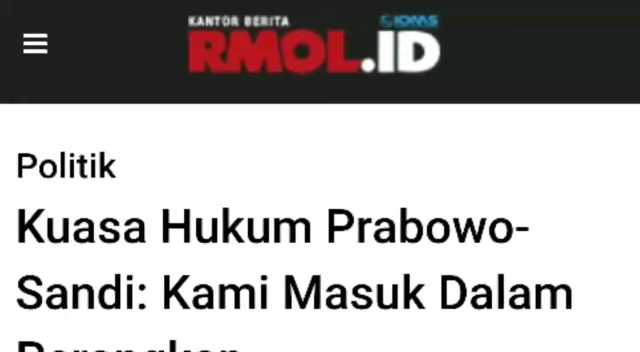 KANTOR BERITA
RMOL.ID
Politik
Kuasa Hukum Prabowo-
Sandi: Kami Masuk Dalam